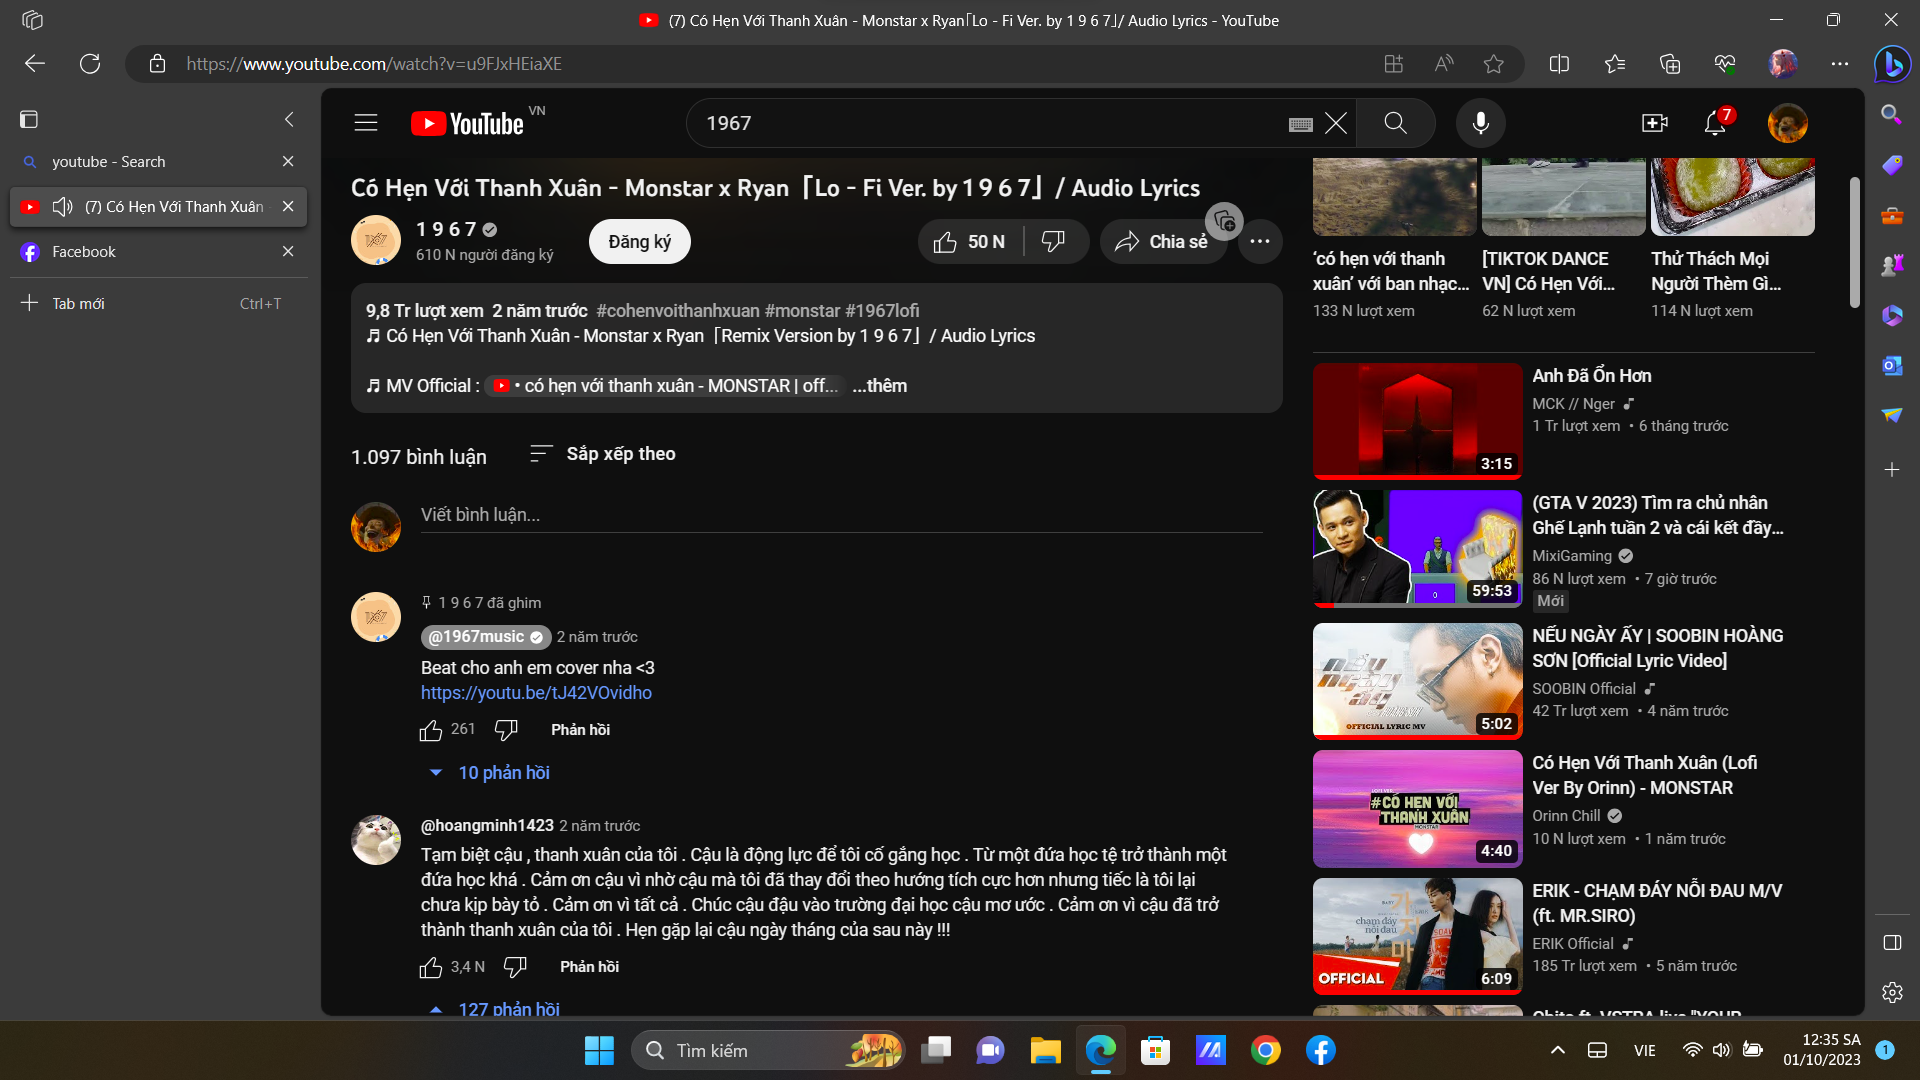 (7) Có Hẹn Với Thanh Xuân - Monstar x Ryan「Lo - Fi Ver. by 1 9 6 7」/ Audio Lyrics - YouTube
https://www.youtube.com/watch?v=u9FJxHEiaXE
youtube - Search
(7) Có Hẹn Với Thanh Xuân
Facebook
Tab mới Ctrl+T
YouTube VN
1967
7
Có Hẹn Với Thanh Xuân - Monstar x Ryan「Lo - Fi Ver. by 1 9 6 7」/ Audio Lyrics
1 9 6 7
610 N người đăng ký
Đăng ký
50 N
Chia sẻ
9,8 Tr lượt xem 2 năm trước #cohenvoithanhxuan #monstar #1967lofi
♬ Có Hẹn Với Thanh Xuân - Monstar x Ryan「Remix Version by 1 9 6 7」/ Audio Lyrics
♬ MV Official : • có hẹn với thanh xuân - MONSTAR | off... ...thêm
1.097 bình luận
Sắp xếp theo
Viết bình luận...
1 9 6 7 đã ghim
@1967music 2 năm trước
Beat cho anh em cover nha <3
https://youtu.be/tJ42VOvidho
261 Phản hồi
10 phản hồi
@hoangminh1423 2 năm trước
Tạm biệt cậu , thanh xuân của tôi . Cậu là động lực để tôi cố gắng học . Từ một đứa học tệ trở thành một
đứa học khá . Cảm ơn cậu vì nhờ cậu mà tôi đã thay đổi theo hướng tích cực hơn nhưng tiếc là tôi lại
chưa kịp bày tỏ . Cảm ơn vì tất cả . Chúc cậu đậu vào trường đại học cậu mơ ước . Cảm ơn vì cậu đã trở
thành thanh xuân của tôi . Hẹn gặp lại cậu ngày tháng của sau này !!!
3,4 N Phản hồi
127 phản hồi
'có hẹn với thanh
xuân' với ban nhạc...
133 N lượt xem
[TIKTOK DANCE
VN] Có Hẹn Với...
62 N lượt xem
Thử Thách Mọi
Người Thèm Gì...
114 N lượt xem
3:15
Anh Đã Ổn Hơn
MCK // Nger
1 Tr lượt xem • 6 tháng trước
59:53
(GTA V 2023) Tìm ra chủ nhân
Ghế Lạnh tuần 2 và cái kết đầy...
MixiGaming
86 N lượt xem • 7 giờ trước
Mới
OFFICIAL LYRIC MV
5:02
NẾU NGÀY ẤY | SOOBIN HOÀNG
SƠN [Official Lyric Video]
SOOBIN Official
42 Tr lượt xem • 4 năm trước
#CÓ HẸN VỚI
THANH XUÂN
MONSTAR
4:40
Có Hẹn Với Thanh Xuân (Lofi
Ver By Orinn) - MONSTAR
Orinn Chill
10 N lượt xem • 1 năm trước
chạm đáy
nỗi đau
OFFICIAL
6:09
ERIK - CHẠM ĐÁY NỖI ĐAU M/V
(ft. MR.SIRO)
ERIK Official
185 Tr lượt xem • 5 năm trước
Tìm kiếm
VIE
12:35 SA
01/10/2023
1